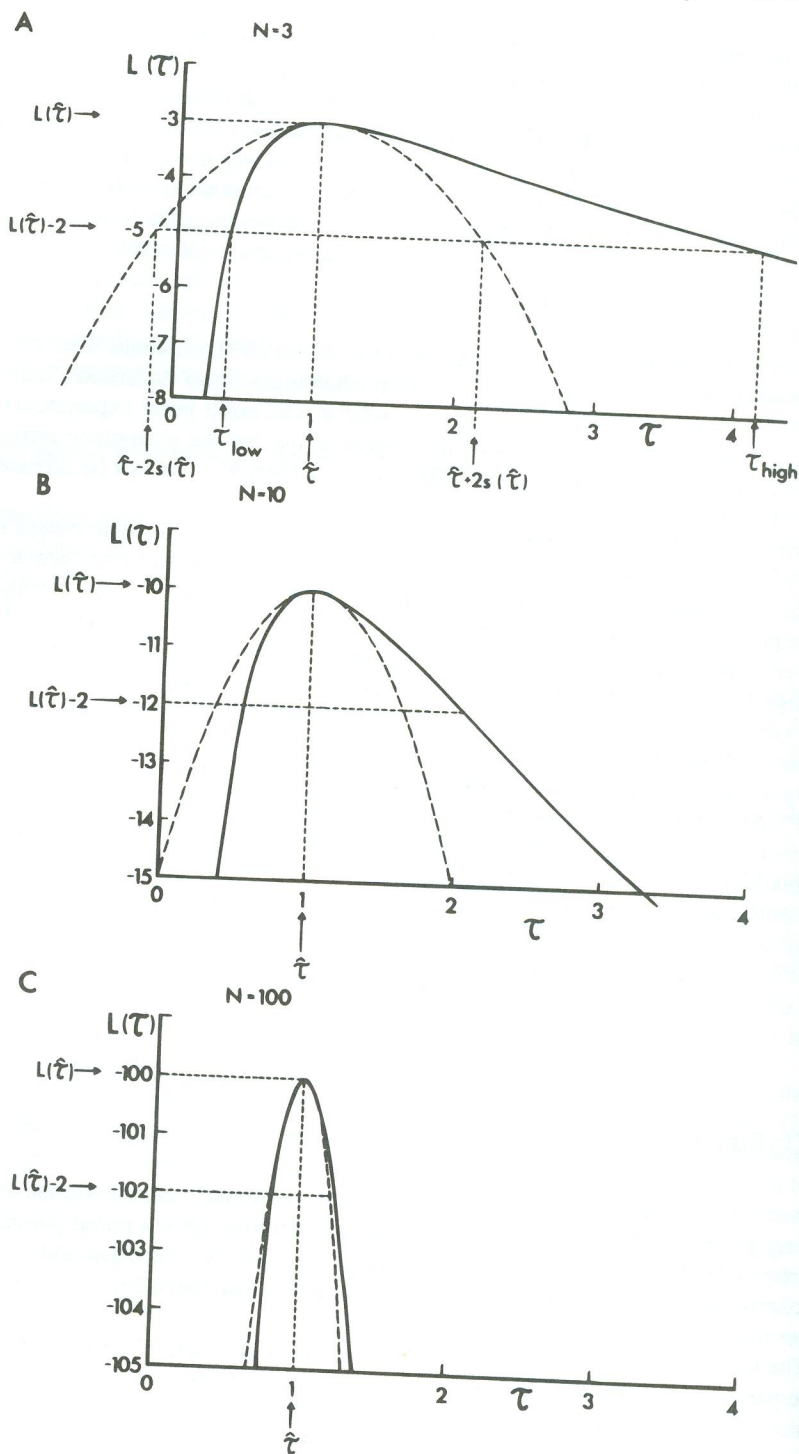 A
N=3
L(τ)
L(τ̂)→ -3
-4
L(τ̂)-2→ -5
-6
7
-8
0 1 2 3 τ 4
τ̂-2s(τ̂) τlow τ̂ τ̂+2s(τ̂) τhigh
B
N=10
L(τ)
L(τ̂)→ -10
-11
L(τ̂)-2→ -12
-13
-14
-15
0 1 2 3 4
τ
τ̂
C
N=100
L(τ)
L(τ̂)→ -100
-101
L(τ̂)-2→ -102
-103
-104
-105
0 1 2 τ 3 4
τ̂